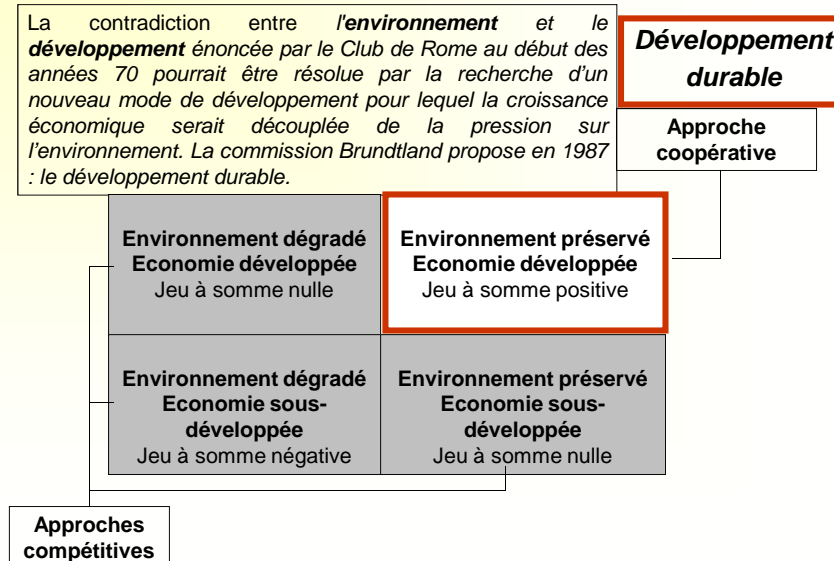 La contradiction entre l'environnement et le
développement énoncée par le Club de Rome au début des
années 70 pourrait être résolue par la recherche d'un
nouveau mode de développement pour lequel la croissance
économique serait découplée de la pression sur
l'environnement. La commission Brundtland propose en 1987
: le développement durable.
Développement
durable
Approche
coopérative
Environnement dégradé
Economie développée
Jeu à somme nulle
Environnement préservé
Economie développée
Jeu à somme positive
Environnement dégradé
Economie sous-
développée
Jeu à somme négative
Environnement préservé
Economie sous-
développée
Jeu à somme nulle
Approches
compétitives